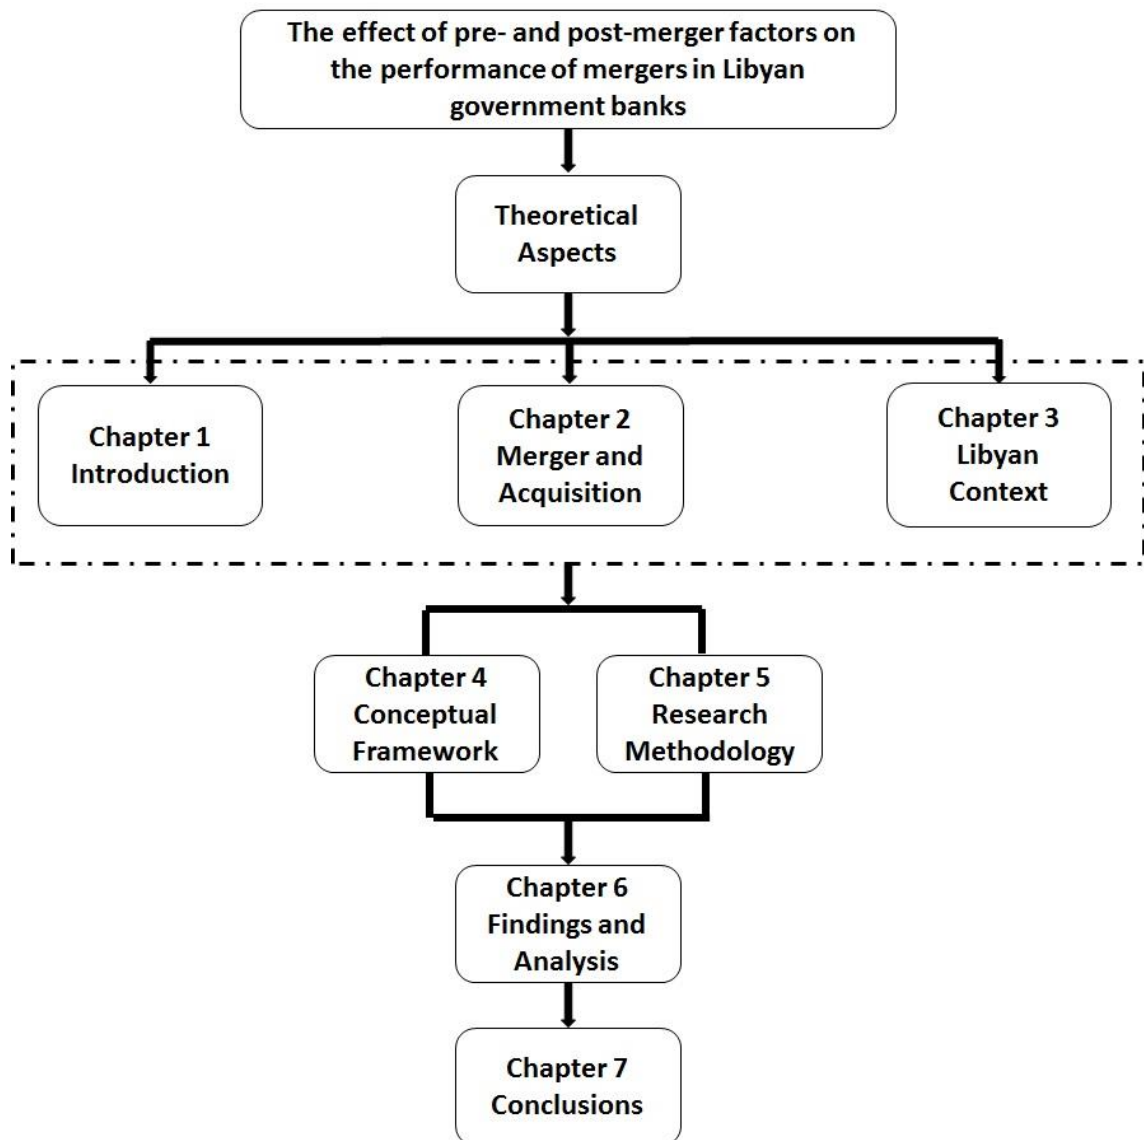 The effect of pre- and post-merger factors on
the performance of mergers in Libyan
government banks
Theoretical
Aspects
Chapter 1
Introduction
Chapter 2
Merger and
Acquisition
Chapter 3
Libyan
Context
Chapter 4
Conceptual
Framework
Chapter 5
Research
Methodology
Chapter 6
Findings and
Analysis
Chapter 7
Conclusions